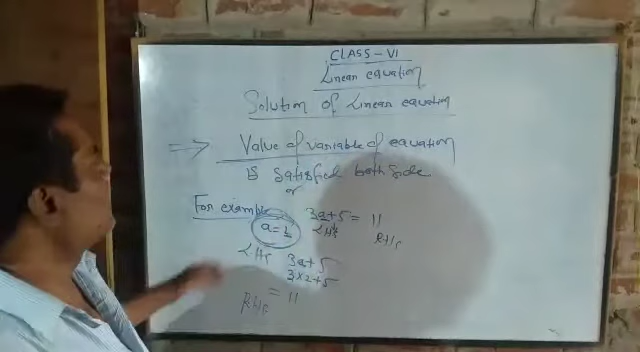 CLASS-VI
Linear equation
Solution of Linear equation
⇒ Value of variable of equation
is satisfied both side
or
For example 3a+5 = 11
a=2 LHS RHS
LHS 3a+5
3×2+5
= 11
RHS